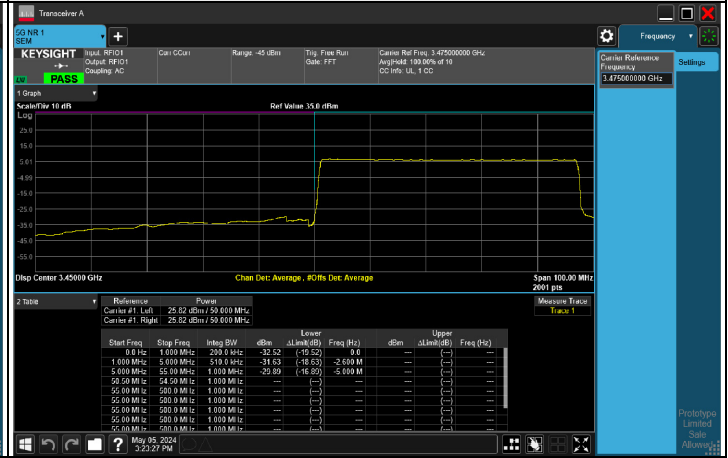 Transceiver A
5G NR 1
SEM
Frequency
KEYSIGHT
Input: RFIO1
Output: RFIO1
Coupling: AC
Corr CCorr
Range: -45 dBm
Trig: Free Run
Gate: FFT
Carrier Ref Freq: 3.475000000 GHz
Avg|Hold: 100.00% of 10
CC Info: UL, 1 CC
PASS
Carrier Reference
Frequency
3.475000000 GHz
Settings
1 Graph
Scale/Div 10 dB
Ref Value 35.0 dBm
Log
25.0
15.0
5.01
-4.99
-15.0
-25.0
-35.0
-45.0
-55.0
Disp Center 3.45000 GHz
Chan Det: Average , #Offs Det: Average
Span 100.00 MHz
2001 pts
2 Table
Reference Power
Carrier #1, Left 25.82 dBm / 50.000 MHz
Carrier #1, Right 25.82 dBm / 50.000 MHz
Measure Trace
Trace 1
Lower Upper
Start Freq Stop Freq Integ BW dBm ΔLimit(dB) Freq (Hz) dBm ΔLimit(dB) Freq (Hz)
0.0 Hz 1.000 MHz 200.0 kHz -32.52 (-19.52) 0.0 --- (---) ---
1.000 MHz 5.000 MHz 510.0 kHz -31.63 (-18.63) -2.600 M --- (---) ---
5.000 MHz 55.00 MHz 1.000 MHz -29.89 (-16.89) -5.000 M --- (---) ---
50.50 MHz 54.50 MHz 1.000 MHz --- (---) --- --- (---) ---
55.00 MHz 500.0 MHz 1.000 MHz --- (---) --- --- (---) ---
55.00 MHz 500.0 MHz 1.000 MHz --- (---) --- --- (---) ---
55.00 MHz 500.0 MHz 1.000 MHz --- (---) --- --- (---) ---
55.00 MHz 500.0 MHz 1.000 MHz --- (---) --- --- (---) ---
55.00 MHz 500.0 MHz 1.000 MHz --- (---) --- --- (---) ---
Prototype
Limited
Sale
Allowed
May 05, 2024
3:23:27 PM